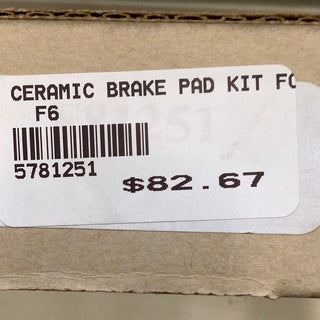 CERAMIC BRAKE PAD KIT FO
F6
5781251
$82.67